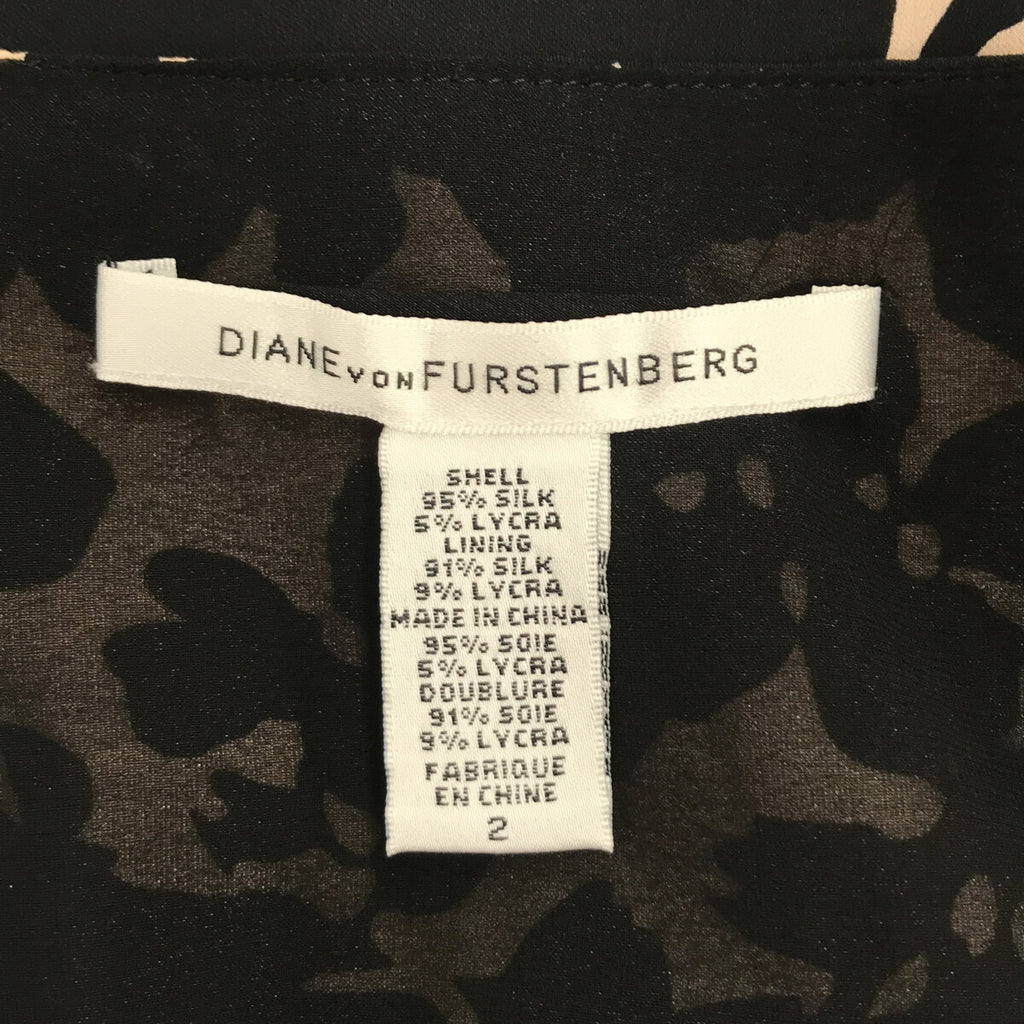 DIANE VON FURSTENBERG
SHELL
95% SILK
5% LYCRA
LINING
91% SILK
9% LYCRA
MADE IN CHINA
95% SOIE
5% LYCRA
DOUBLURE
91% SOIE
9% LYCRA
FABRIQUE
EN CHINE
2